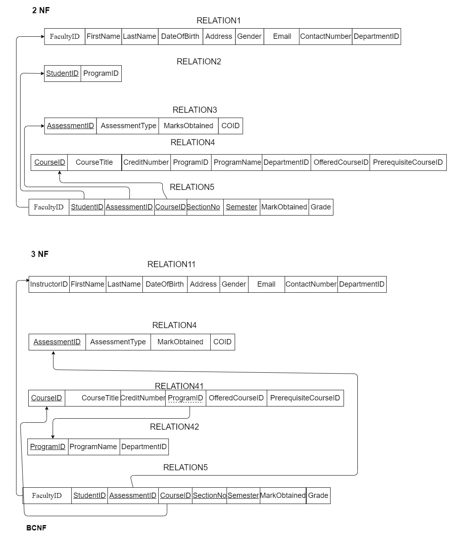 2 NF
RELATION1
FacultyID FirstName LastName DateOfBirth Address Gender Email ContactNumber DepartmentID
RELATION2
StudentID ProgramID
RELATION3
AssessmentID AssessmentType MarksObtained COID
RELATION4
CourseID CourseTitle CreditNumber ProgramID ProgramName DepartmentID OfferedCourseID PrerequisiteCourseID
RELATION5
FacultyID StudentID AssessmentID CourseID SectionNo Semester MarkObtained Grade
3 NF
RELATION11
InstructorID FirstName LastName DateOfBirth Address Gender Email ContactNumber DepartmentID
RELATION4
AssessmentID AssessmentType MarkObtained COID
RELATION41
CourseID CourseTitle CreditNumber ProgramID OfferedCourseID PrerequisiteCourseID
RELATION42
ProgramID ProgramName DepartmentID
RELATION5
FacultyID StudentID AssessmentID CourseID SectionNo Semester MarkObtained Grade
BCNF